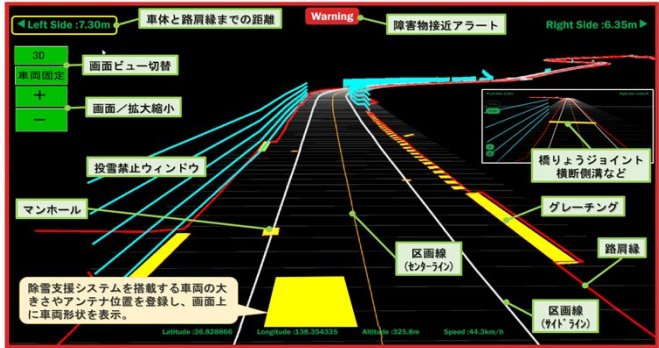 ◀Left Side :7.30m
車体と路肩縁までの距離
Warning
障害物接近アラート
Right Side :6.35m▶
3D
画面ビュー切替
車両固定
+
画面/拡大縮小
−
投雪禁止ウィンドウ
橋りょうジョイント
横断側溝など
マンホール
グレーチング
区画線
(ｾﾝﾀｰﾗｲﾝ)
路肩縁
除雪支援システムを搭載する車両の大
きさやアンテナ位置を登録し、画面上
に車両形状を表示。
区画線
(ｻｲﾄﾞﾗｲﾝ)
Latitude :36.828866 Longitude :138.354335 Altitude :325.8m Speed :44.3km/h